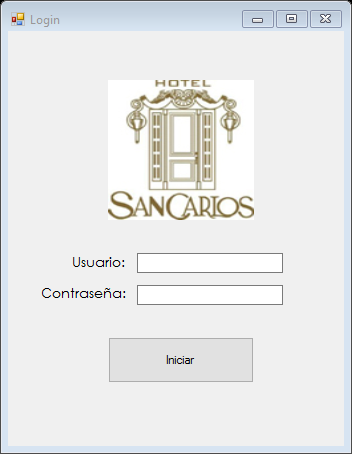 Login
HOTEL
SANCARLOS
Usuario:
Contraseña:
Iniciar